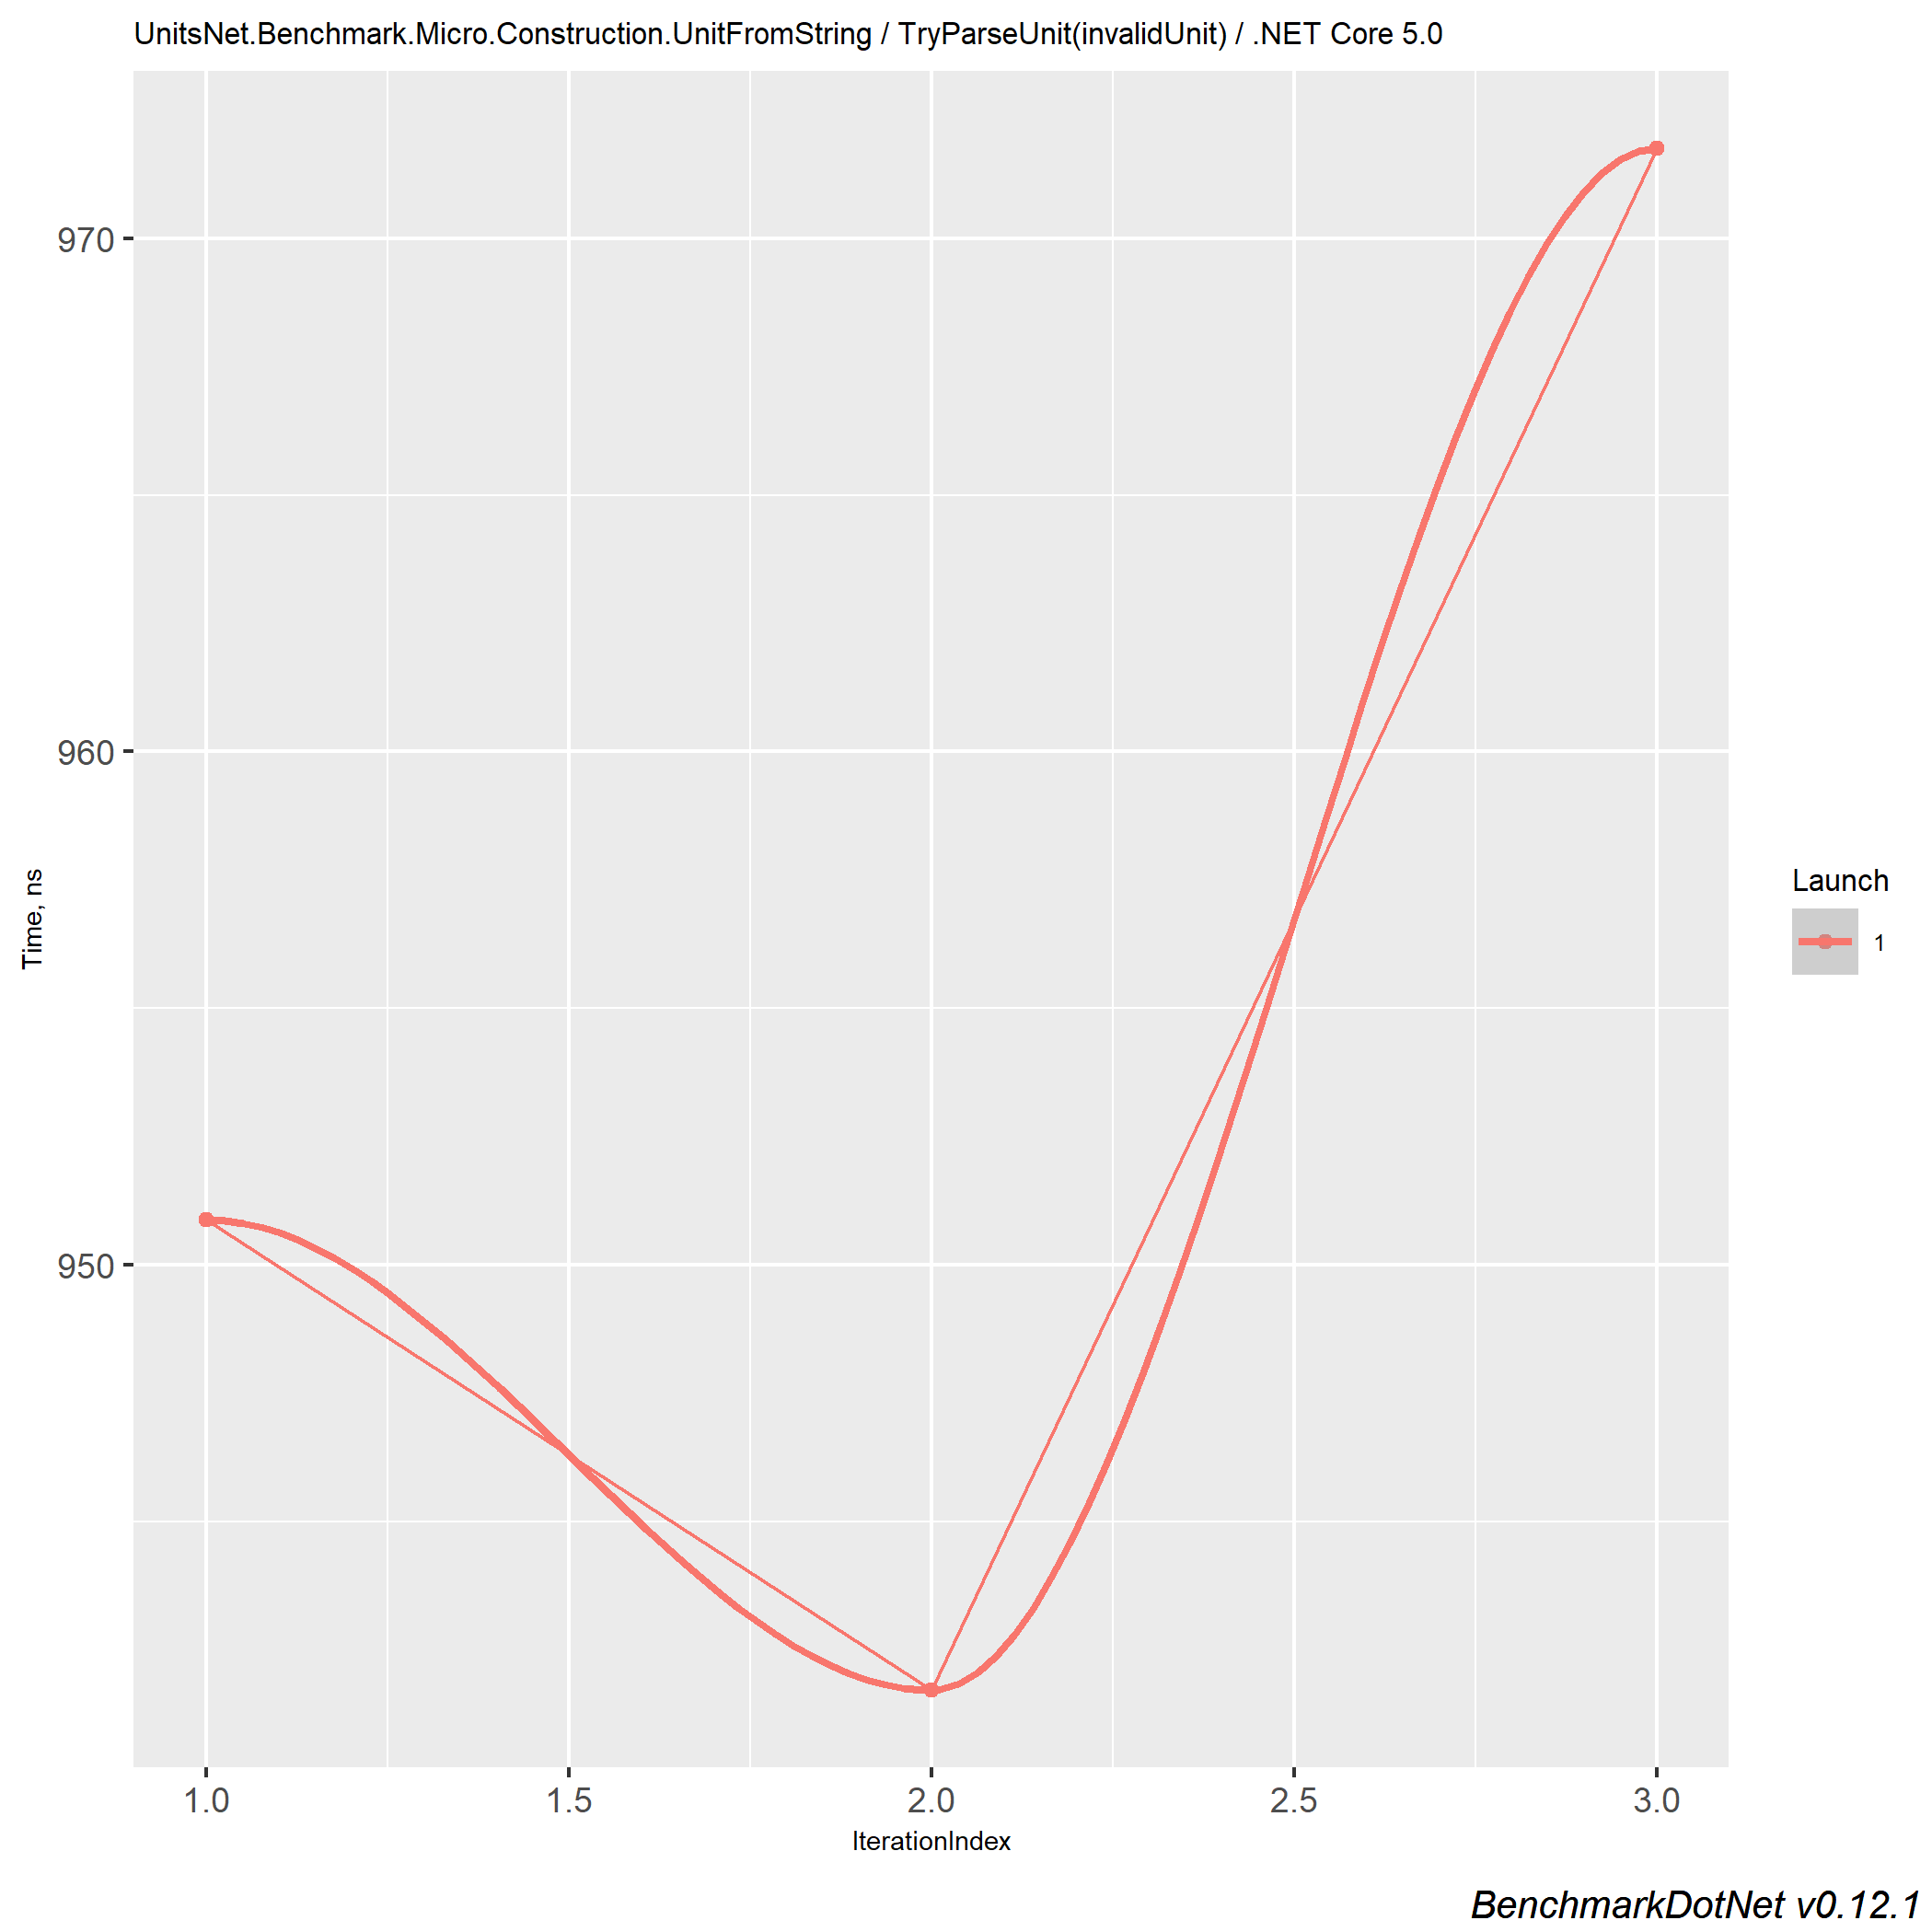 UnitsNet.Benchmark.Micro.Construction.UnitFromString / TryParseUnit(invalidUnit) / .NET Core 5.0
970
960
950
Time, ns
1.0 1.5 2.0 2.5 3.0
IterationIndex
Launch
1
BenchmarkDotNet v0.12.1